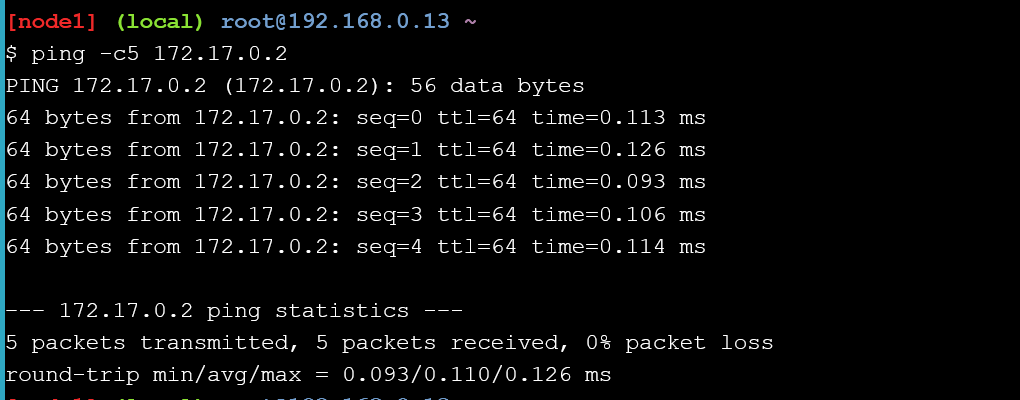 [node1] (local) root@192.168.0.13 ~
$ ping -c5 172.17.0.2
PING 172.17.0.2 (172.17.0.2): 56 data bytes
64 bytes from 172.17.0.2: seq=0 ttl=64 time=0.113 ms
64 bytes from 172.17.0.2: seq=1 ttl=64 time=0.126 ms
64 bytes from 172.17.0.2: seq=2 ttl=64 time=0.093 ms
64 bytes from 172.17.0.2: seq=3 ttl=64 time=0.106 ms
64 bytes from 172.17.0.2: seq=4 ttl=64 time=0.114 ms
--- 172.17.0.2 ping statistics ---
5 packets transmitted, 5 packets received, 0% packet loss
round-trip min/avg/max = 0.093/0.110/0.126 ms